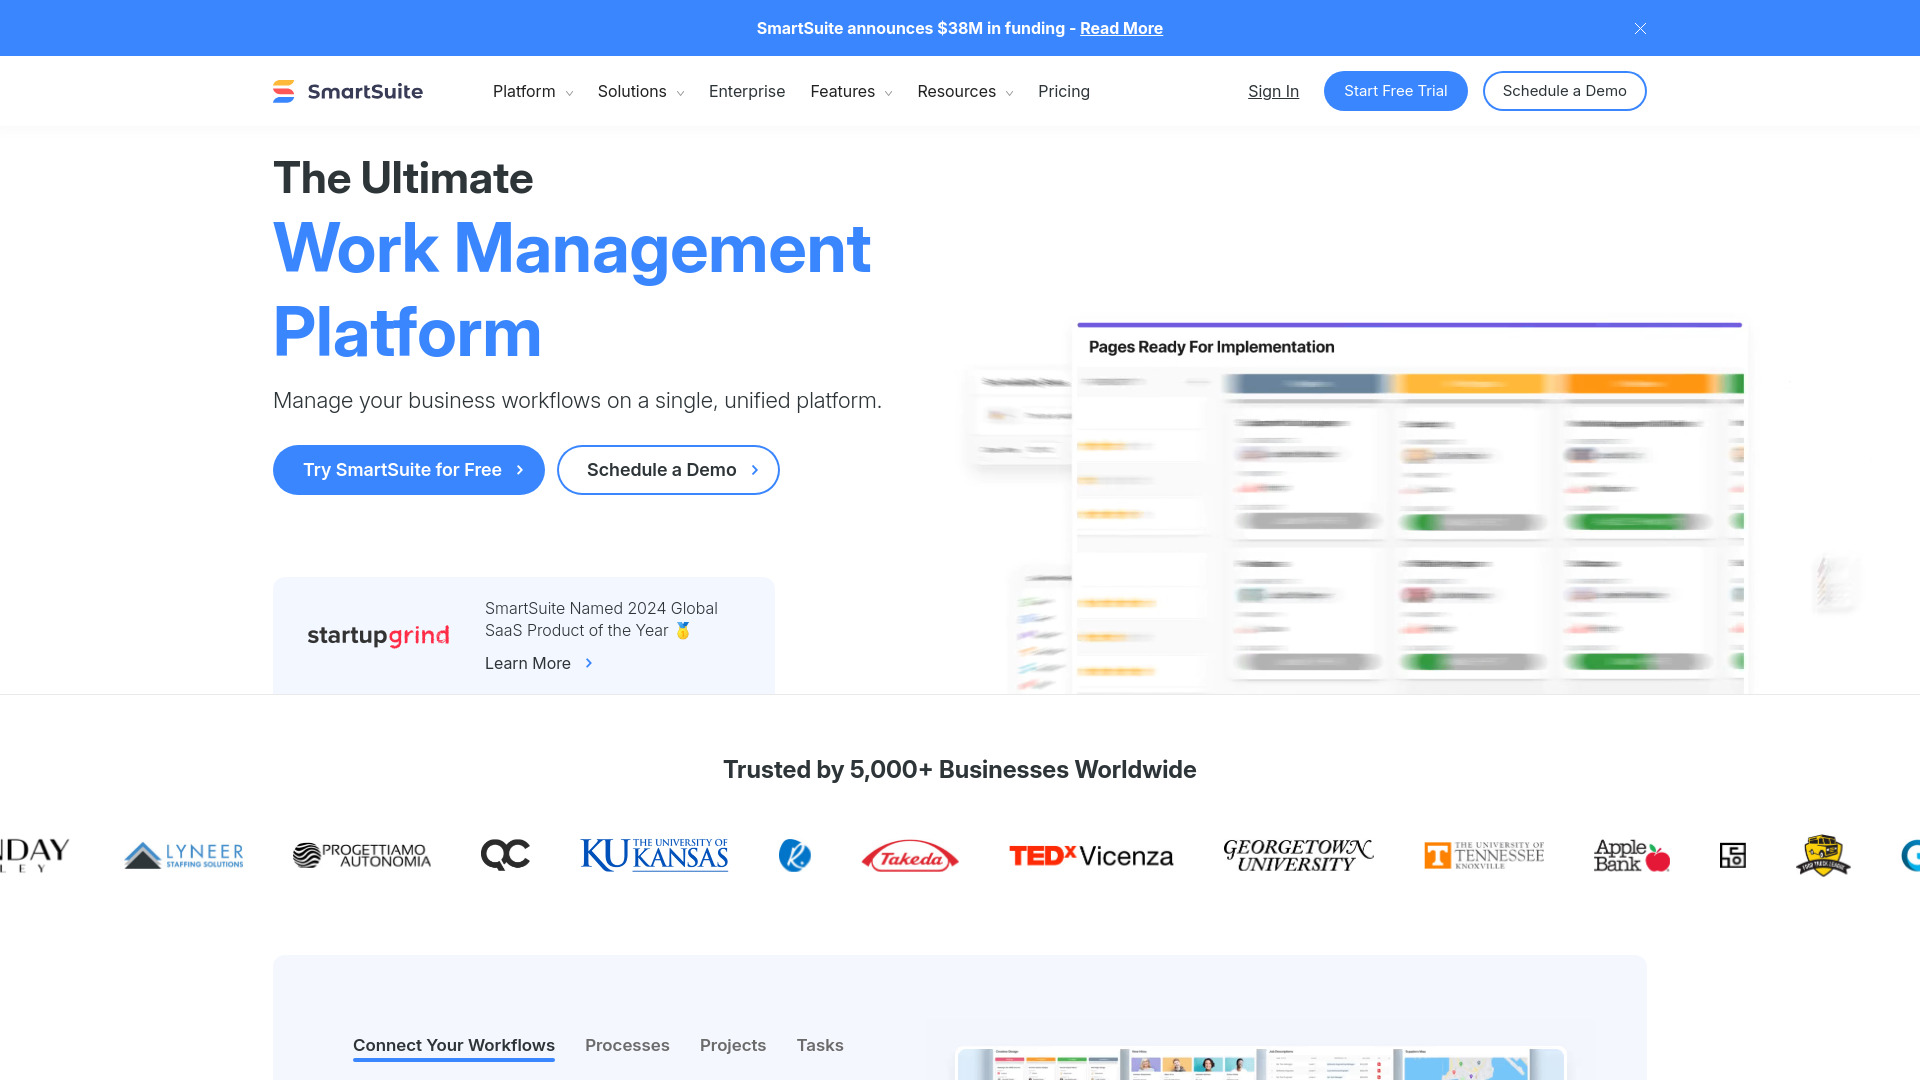 SmartSuite announces $38M in funding - Read More
SmartSuite
Platform
Solutions
Enterprise
Features
Resources
Pricing
Sign In
Start Free Trial
Schedule a Demo
The Ultimate
Work Management
Platform
Manage your business workflows on a single, unified platform.
Try SmartSuite for Free
Schedule a Demo
Pages Ready For Implementation
startupgrind
SmartSuite Named 2024 Global
SaaS Product of the Year 🥇
Learn More
Trusted by 5,000+ Businesses Worldwide
LYNEER
STAFFING SOLUTIONS
PROGETTIAMO
AUTONOMIA
QC
KU THE UNIVERSITY OF
KANSAS
R.
Takeda
TEDx Vicenza
GEORGETOWN
UNIVERSITY
T THE UNIVERSITY OF
TENNESSEE
KNOXVILLE
Apple
Bank
Connect Your Workflows
Processes
Projects
Tasks